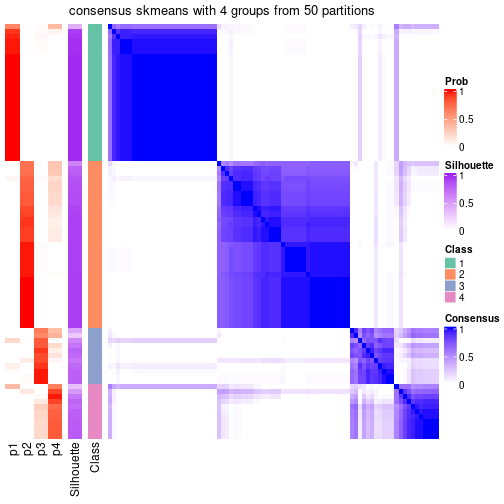 consensus skmeans with 4 groups from 50 partitions
Prob
1
0.5
0
Silhouette
1
0.5
0
Class
1
2
3
4
Consensus
1
0.5
0
p1
p2
p3
p4
Silhouette
Class